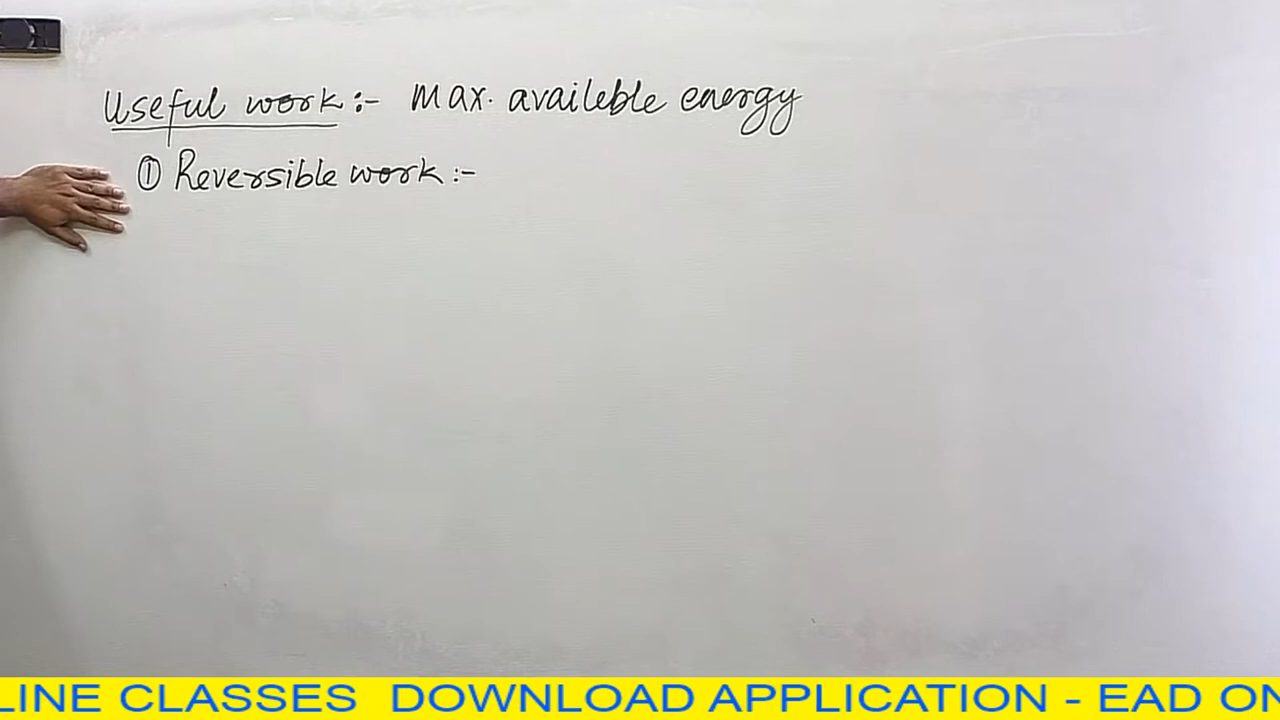 Useful work :- max. availeble energy
① Reversible work :-
LINE CLASSES DOWNLOAD APPLICATION - EAD ON